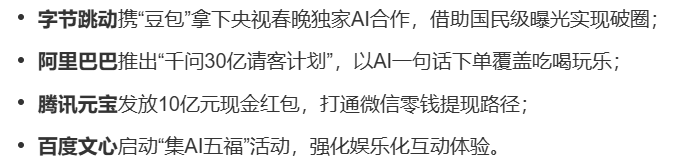 • 字节跳动携“豆包”拿下央视春晚独家AI合作，借助国民级曝光实现破圈；
• 阿里巴巴推出“千问30亿请客计划”，以AI一句话下单覆盖吃喝玩乐；
• 腾讯元宝发放10亿元现金红包，打通微信零钱提现路径；
• 百度文心启动“集AI五福”活动，强化娱乐化互动体验。